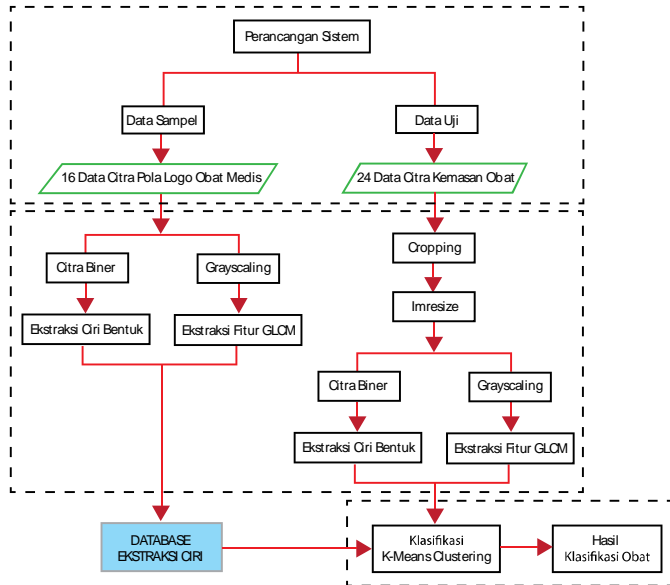 Perancangan Sistem
Data Sampel
Data Uji
16 Data Citra Pola Logo Obat Medis
24 Data Citra Kemasan Obat
Citra Biner
Grayscaling
Ekstraksi Ciri Bentuk
Ekstraksi Fitur GLCM
Cropping
Imresize
Citra Biner
Grayscaling
Ekstraksi Ciri Bentuk
Ekstraksi Fitur GLCM
DATABASE
EKSTRAKSI CIRI
Klasifikasi
K-Means Clustering
Hasil
Klasifikasi Obat